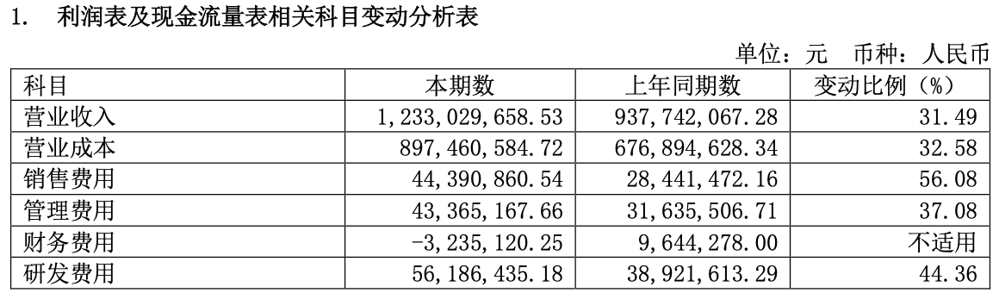 1. 利润表及现金流量表相关科目变动分析表
单位：元 币种：人民币
科目 本期数 上年同期数 变动比例（%）
营业收入 1,233,029,658.53 937,742,067.28 31.49
营业成本 897,460,584.72 676,894,628.34 32.58
销售费用 44,390,860.54 28,441,472.16 56.08
管理费用 43,365,167.66 31,635,506.71 37.08
财务费用 -3,235,120.25 9,644,278.00 不适用
研发费用 56,186,435.18 38,921,613.29 44.36